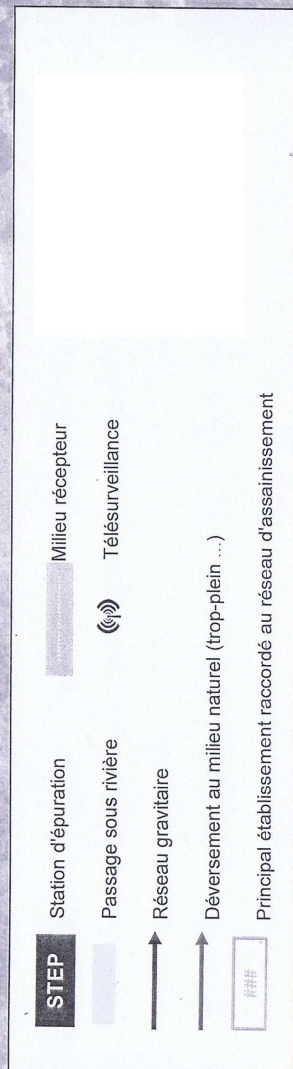 STEP Station d'épuration Milieu récepteur
Passage sous rivière Télésurveillance
Réseau gravitaire
Déversement au milieu naturel (trop-plein ...)
### Principal établissement raccordé au réseau d'assainissement